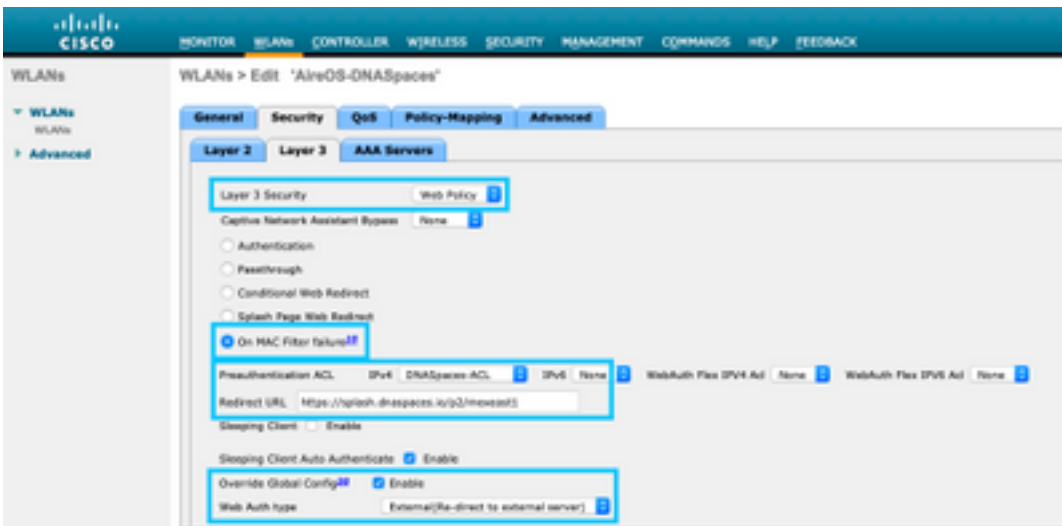 CISCO
MONITOR WLANs CONTROLLER WIRELESS SECURITY MANAGEMENT COMMANDS HELP FEEDBACK
WLANs
WLANs > Edit 'AireOS-DNASpaces'
WLANs
WLANs
Advanced
General Security QoS Policy-Mapping Advanced
Layer 2 Layer 3 AAA Servers
Layer 3 Security Web Policy
Captive Network Assistant Bypass None
Authentication
Passthrough
Conditional Web Redirect
Splash Page Web Redirect
On MAC Filter failure
Preauthentication ACL IPv4 DNASpaces-ACL IPv6 None WebAuth Flex IPV4 Acl None WebAuth Flex IPV6 Acl None
Redirect URL https://splash.dnaspaces.io/p2/mexeast1
Sleeping Client Enable
Sleeping Client Auto Authenticate Enable
Override Global Config Enable
Web Auth type External(Re-direct to external server)